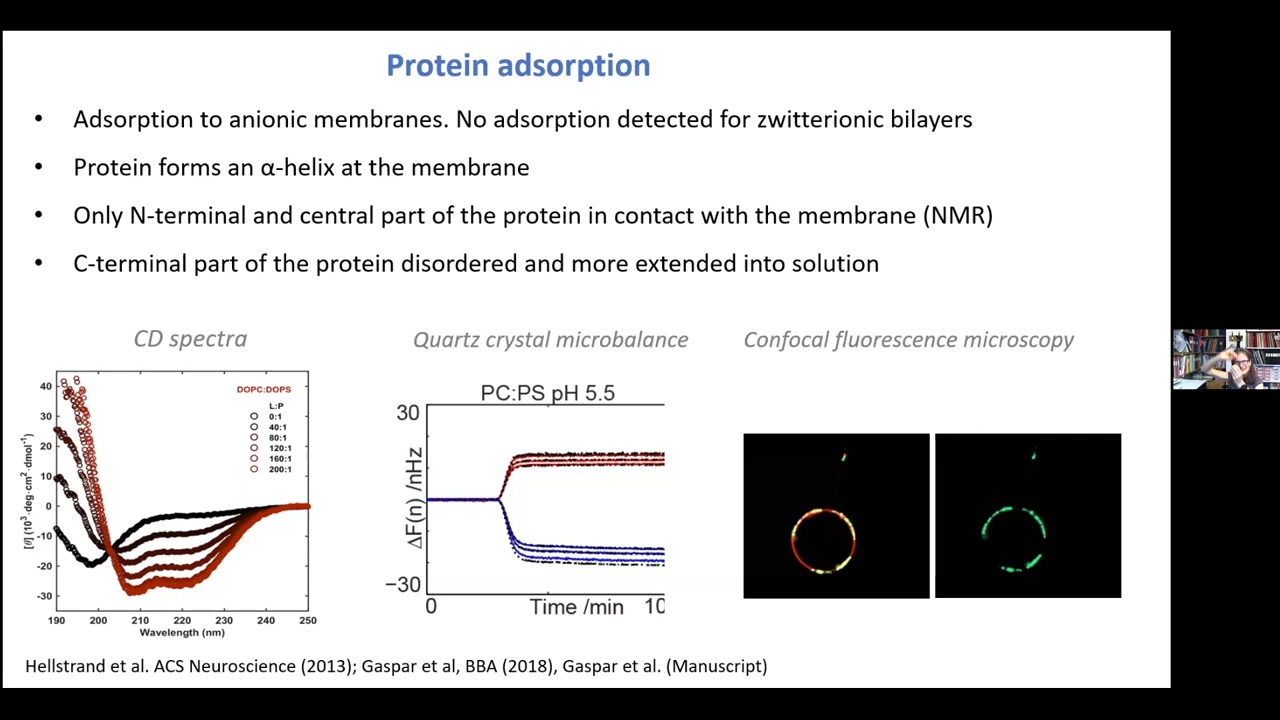 Protein adsorption
• Adsorption to anionic membranes. No adsorption detected for zwitterionic bilayers
• Protein forms an α-helix at the membrane
• Only N-terminal and central part of the protein in contact with the membrane (NMR)
• C-terminal part of the protein disordered and more extended into solution
CD spectra
Quartz crystal microbalance
Confocal fluorescence microscopy
DOPC:DOPS
L:P
0:1
40:1
80:1
120:1
160:1
200:1
40
30
20
10
0
-10
-20
-30
[θ] (10³·deg·cm²·dmol⁻¹)
190 200 210 220 230 240 250
Wavelength (nm)
PC:PS pH 5.5
30
ΔF(n) /nHz
−30
0 Time /min 10
Hellstrand et al. ACS Neuroscience (2013); Gaspar et al, BBA (2018), Gaspar et al. (Manuscript)